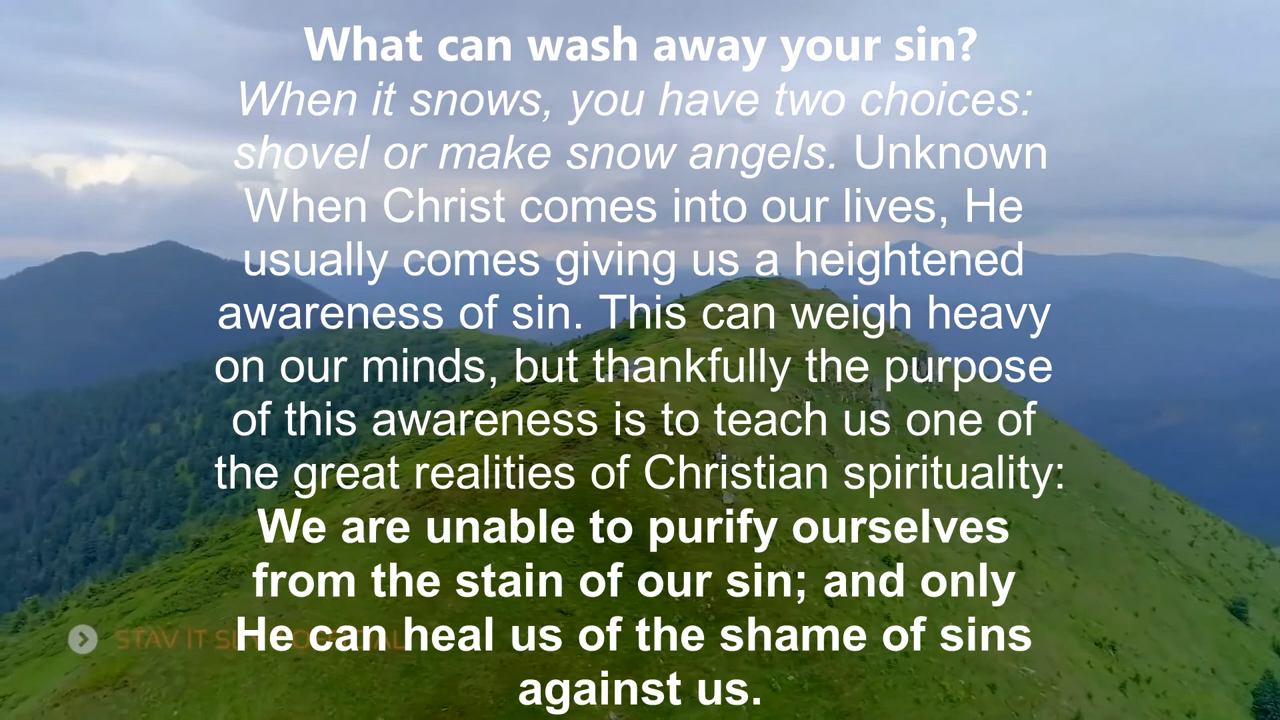 What can wash away your sin?
When it snows, you have two choices:
shovel or make snow angels. Unknown
When Christ comes into our lives, He
usually comes giving us a heightened
awareness of sin. This can weigh heavy
on our minds, but thankfully the purpose
of this awareness is to teach us one of
the great realities of Christian spirituality:
We are unable to purify ourselves
from the stain of our sin; and only
He can heal us of the shame of sins
against us.